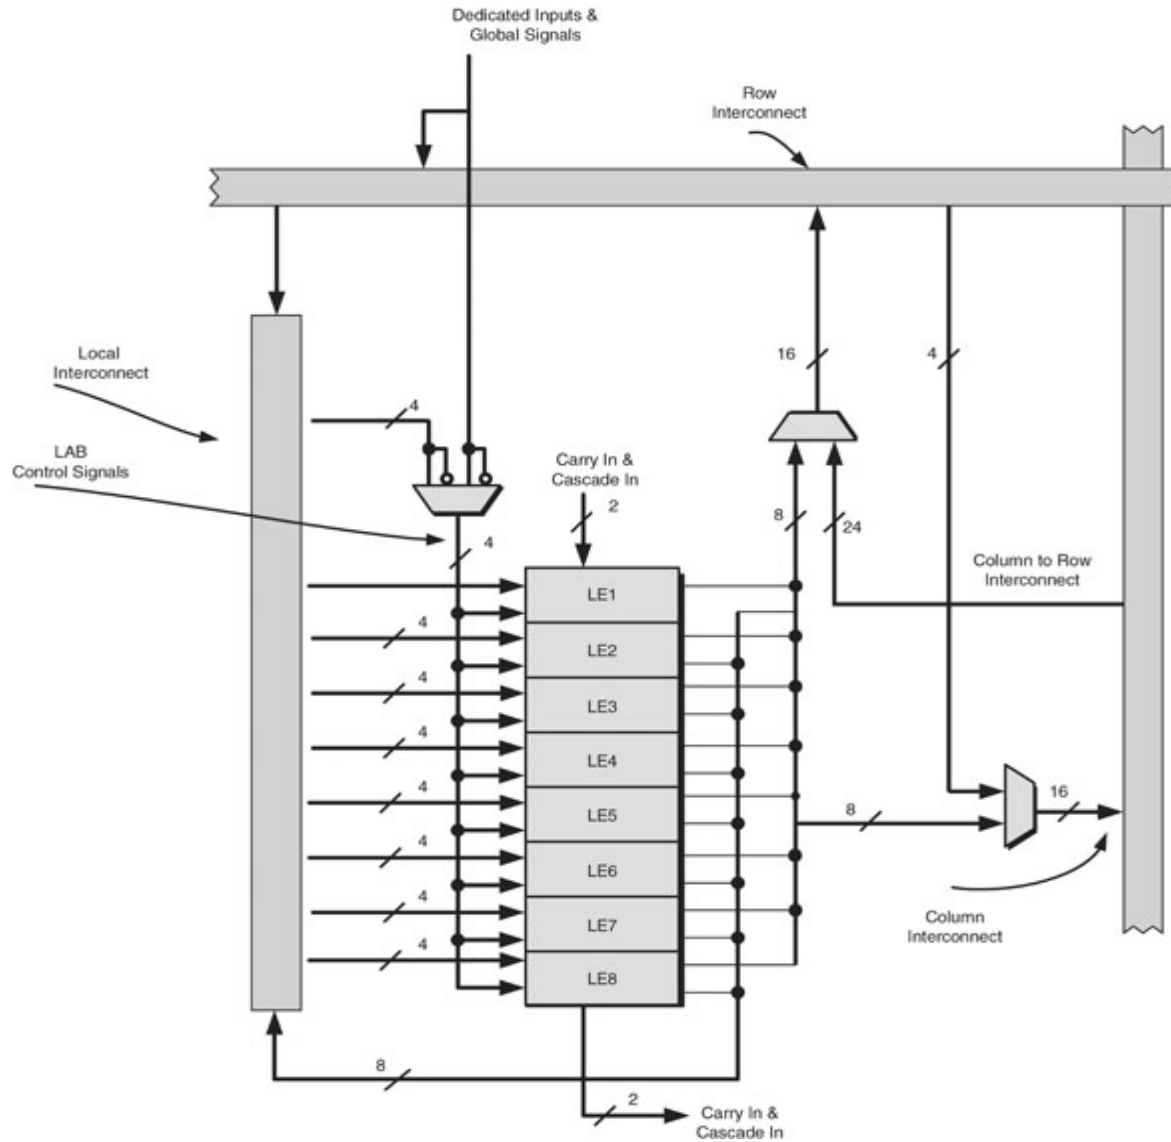 Dedicated Inputs &
Global Signals
Row
Interconnect
Local
Interconnect
LAB
Control Signals
4
16
4
Carry In &
Cascade In
2
8
24
4
Column to Row
Interconnect
LE1
4
LE2
4
LE3
4
LE4
4
LE5
4
LE6
4
LE7
4
LE8
8
16
Column
Interconnect
8
2
Carry In &
Cascade In